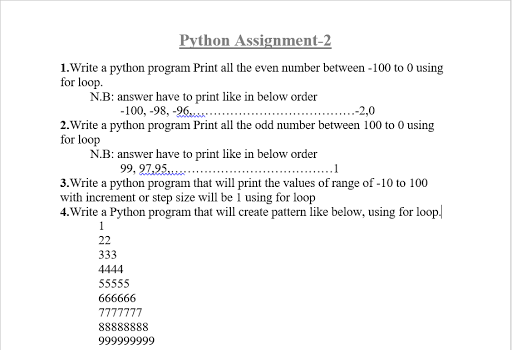 Python Assignment-2
1.Write a python program Print all the even number between -100 to 0 using
for loop.
N.B: answer have to print like in below order
-100, -98, -96,........................................-2,0
2.Write a python program Print all the odd number between 100 to 0 using
for loop
N.B: answer have to print like in below order
99, 97,95,........................................1
3.Write a python program that will print the values of range of -10 to 100
with increment or step size will be 1 using for loop
4.Write a Python program that will create pattern like below, using for loop.
1
22
333
4444
55555
666666
7777777
88888888
999999999